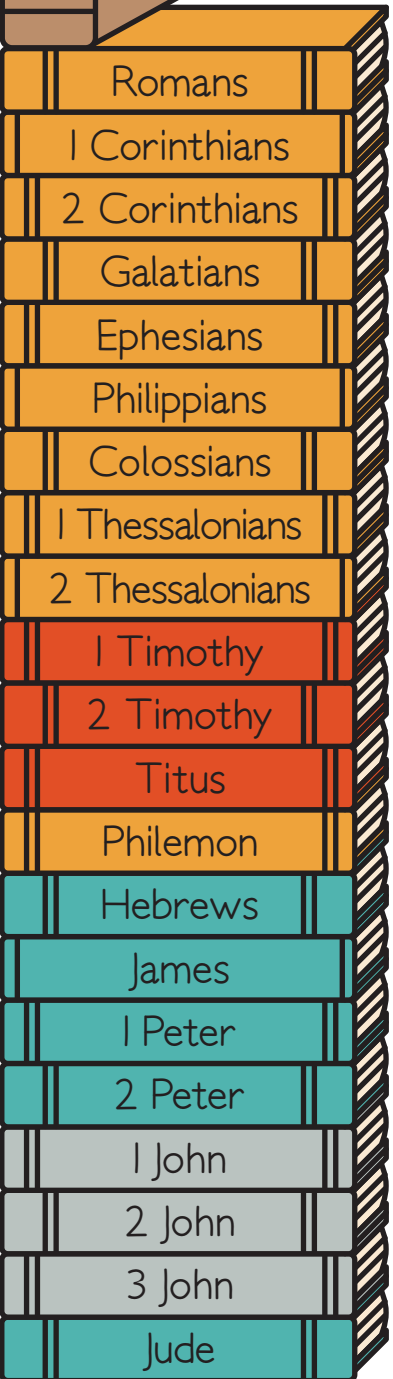 Romans
1 Corinthians
2 Corinthians
Galatians
Ephesians
Philippians
Colossians
1 Thessalonians
2 Thessalonians
1 Timothy
2 Timothy
Titus
Philemon
Hebrews
James
1 Peter
2 Peter
1 John
2 John
3 John
Jude